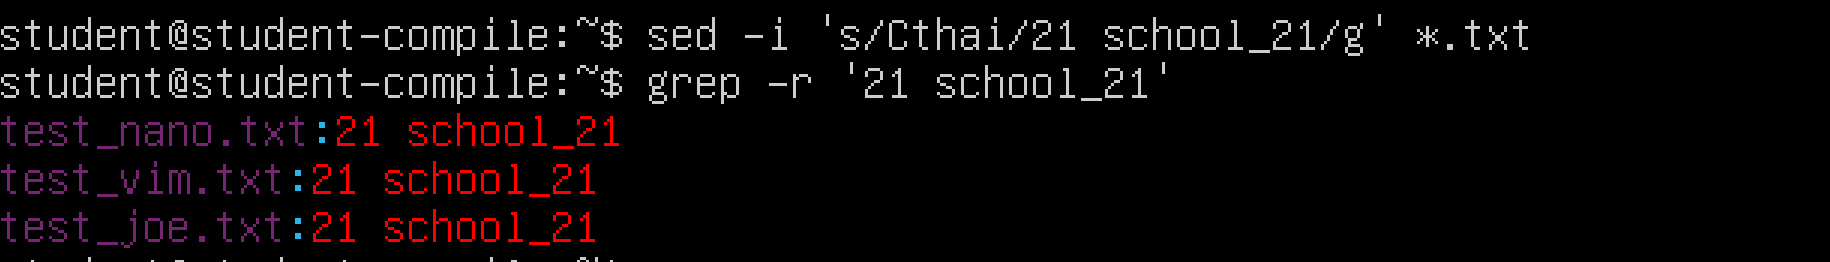 student@student-compile:~$ sed -i 's/Cthai/21 school_21/g' *.txt
student@student-compile:~$ grep -r '21 school_21'
test_nano.txt:21 school_21
test_vim.txt:21 school_21
test_joe.txt:21 school_21